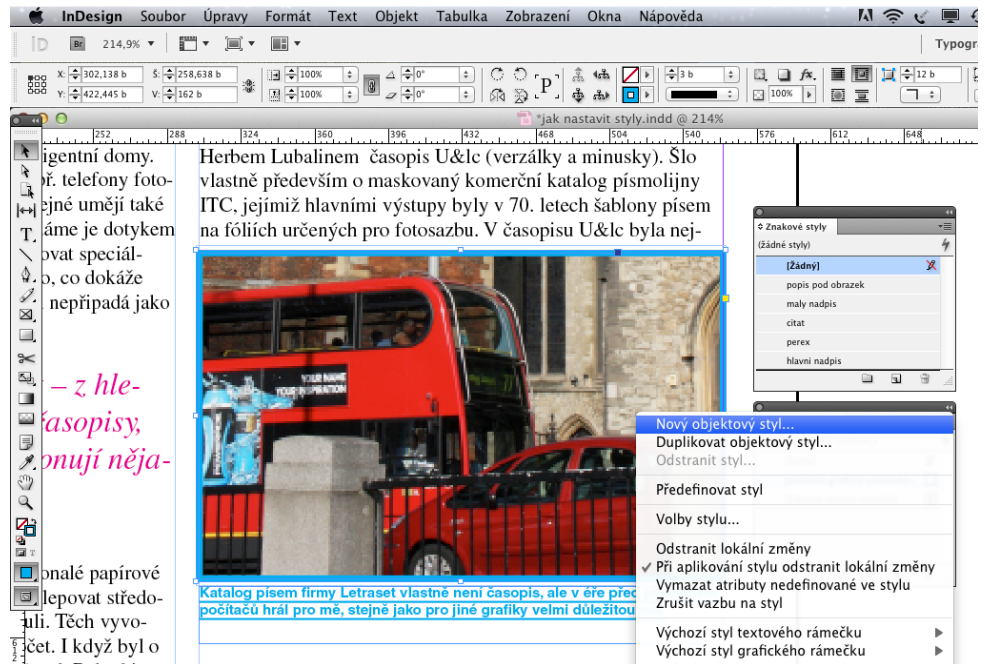 InDesign Soubor Úpravy Formát Text Objekt Tabulka Zobrazení Okna Nápověda
Br 214,9% Typogra
X: 302,138 b Š: 258,638 b 100% 0° 3 b fx. 12 b
Y: 422,445 b V: 162 b 100% 0° P 100%
*jak nastavit styly.indd @ 214%
252 288 324 360 396 432 468 504 540 576 612 648
igentní domy.
př. telefony foto-
ejné umějí také
áme je dotykem
ovat speciál-
o, co dokáže
nepřipadá jako
– z hle-
časopisy,
onují něja-
onalé papírové
lepovat středo-
uli. Těch vyvo-
čet. I když byl o
Herbem Lubalinem časopis U&lc (verzálky a minusky). Šlo
vlastně především o maskovaný komerční katalog písmolijny
ITC, jejímiž hlavními výstupy byly v 70. letech šablony písem
na fóliích určených pro fotosazbu. V časopisu U&lc byla nej-
YOUR NAME
YOUR INSPIRATION
Katalog písem firmy Letraset vlastně není časopis, ale v éře před
počítačů hrál pro mě, stejně jako pro jiné grafiky velmi důležitou
Znakové styly
(žádné styly)
[Žádný]
popis pod obrazek
maly nadpis
citat
perex
hlavni nadpis
Nový objektový styl...
Duplikovat objektový styl...
Odstranit styl...
Předefinovat styl
Volby stylu...
Odstranit lokální změny
✓ Při aplikování stylu odstranit lokální změny
Vymazat atributy nedefinované ve stylu
Zrušit vazbu na styl
Výchozí styl textového rámečku
Výchozí styl grafického rámečku